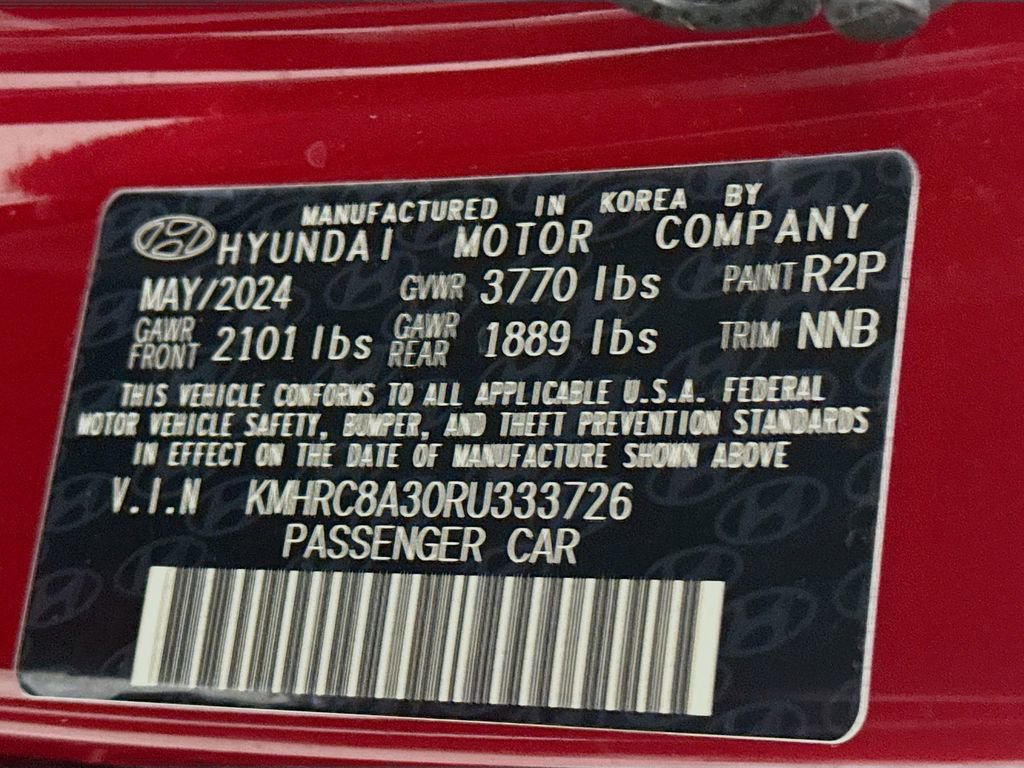 MANUFACTURED IN KOREA BY
HYUNDAI MOTOR COMPANY
MAY/2024 GVWR 3770 lbs PAINT R2P
GAWR FRONT 2101 lbs GAWR REAR 1889 lbs TRIM NNB
THIS VEHICLE CONFORMS TO ALL APPLICABLE U.S.A. FEDERAL
MOTOR VEHICLE SAFETY, BUMPER, AND THEFT PREVENTION STANDARDS
IN EFFECT ON THE DATE OF MANUFACTURE SHOWN ABOVE
V.I.N KMHRC8A30RU333726
PASSENGER CAR